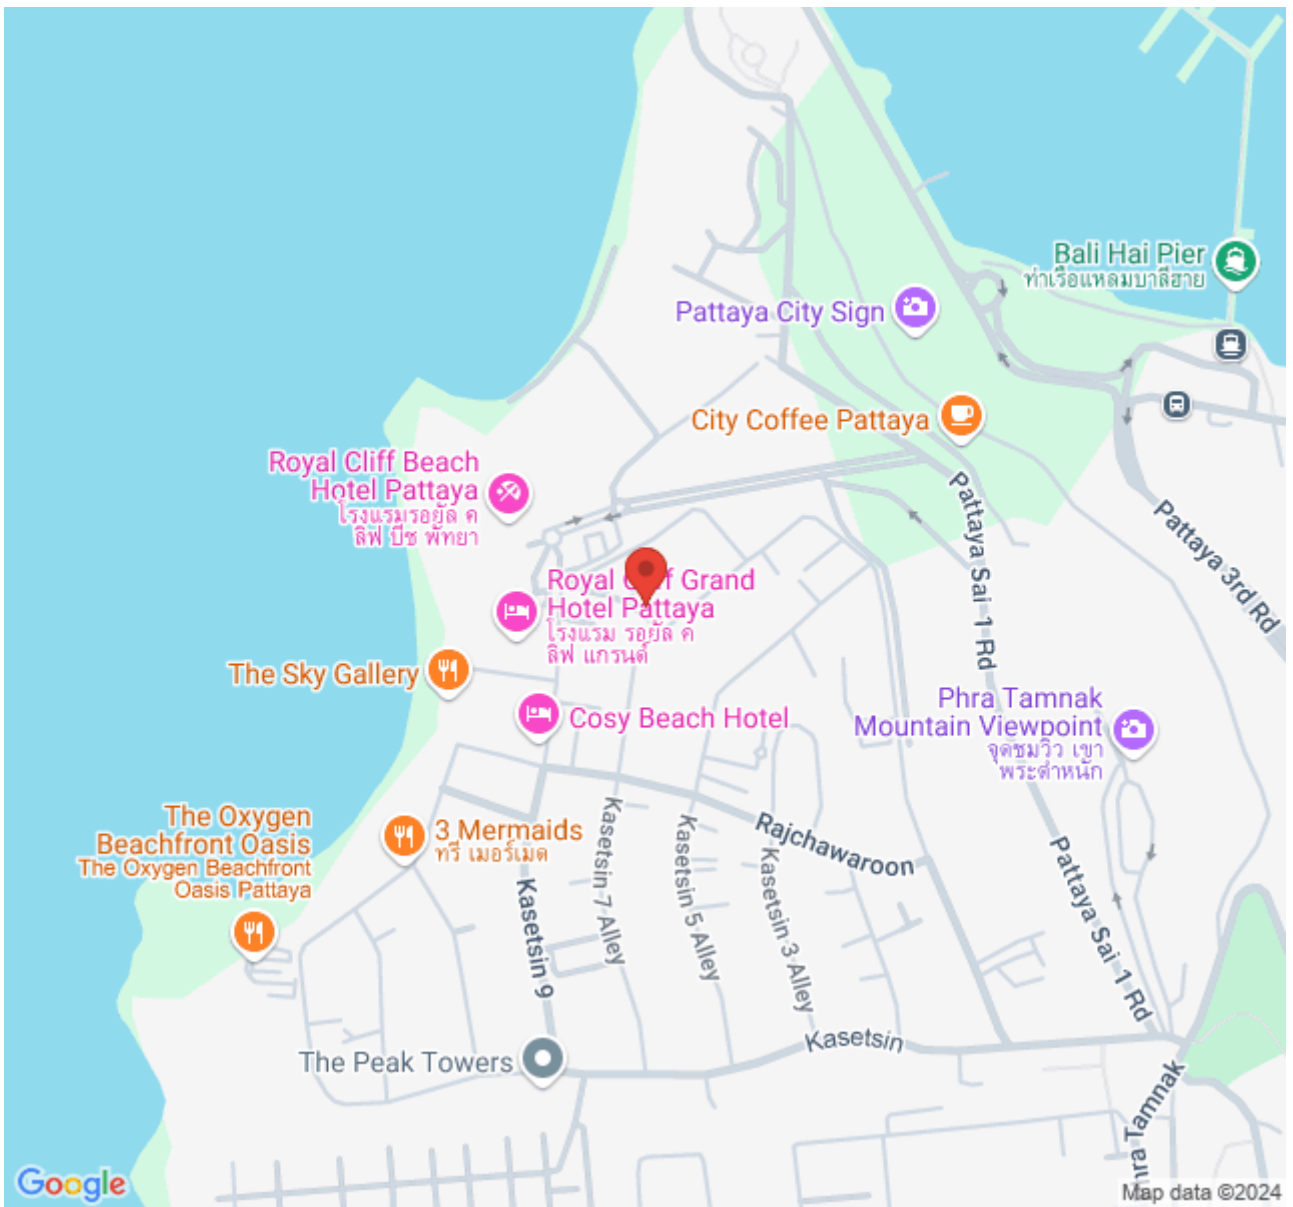 Bali Hai Pier
ท่าเรือแหลมบาลีฮาย
Pattaya City Sign
City Coffee Pattaya
Royal Cliff Beach
Hotel Pattaya
โรงแรมรอยัล ค
ลิฟ บีช พัทยา
Pattaya Sai 1 Rd
Pattaya 3rd Rd
Royal Cliff Grand
Hotel Pattaya
โรงแรม รอยัล ค
ลิฟ แกรนด์
The Sky Gallery
Cosy Beach Hotel
Phra Tamnak
Mountain Viewpoint
จุดชมวิว เขา
พระตำหนัก
The Oxygen
Beachfront Oasis
The Oxygen Beachfront
Oasis Pattaya
3 Mermaids
ทรี เมอร์เมด
Rajchawaroon
Kasetsin 9
Kasetsin 7 Alley
Kasetsin 5 Alley
Kasetsin 3 Alley
Pattaya Sai 1 Rd
Kasetsin
The Peak Towers
Tamnak
Google
Map data ©2024